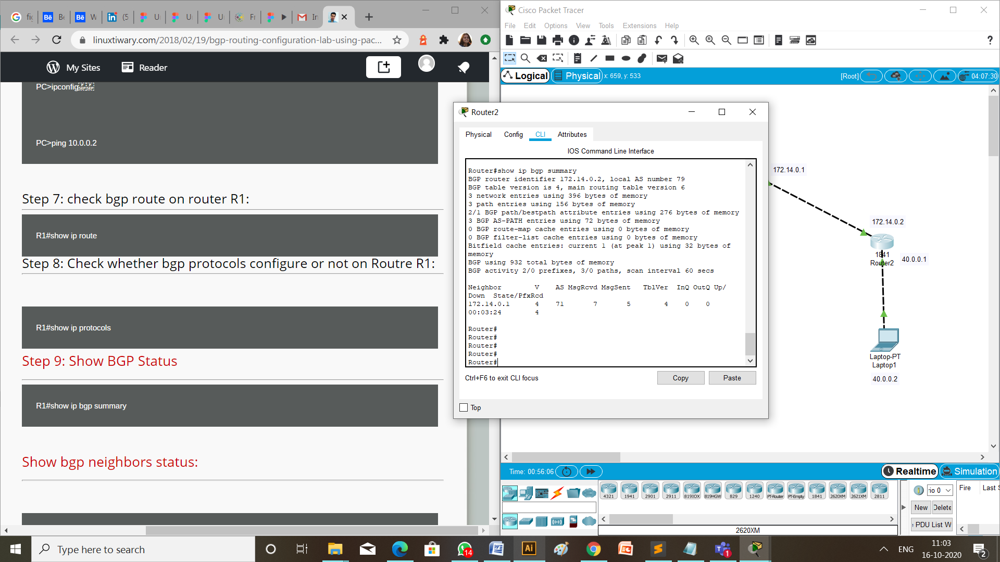 fiç
Be
W
(5
U
U
U
Fr
In
linuxtiwary.com/2018/02/19/bgp-routing-configuration-lab-using-pac...
My Sites
Reader
PC>ipconfig
PC>ping 10.0.0.2
Step 7: check bgp route on router R1:
R1#show ip route
Step 8: Check whether bgp protocols configure or not on Routre R1:
R1#show ip protocols
Step 9: Show BGP Status
R1#show ip bgp summary
Show bgp neighbors status:
Cisco Packet Tracer
File Edit Options View Tools Extensions Help
Logical
Physical
x: 659, y: 533
[Root]
04:07:30
Router2
Physical Config CLI Attributes
IOS Command Line Interface
Router#show ip bgp summary
BGP router identifier 172.14.0.2, local AS number 79
BGP table version is 4, main routing table version 6
3 network entries using 396 bytes of memory
3 path entries using 156 bytes of memory
2/1 BGP path/bestpath attribute entries using 276 bytes of memory
3 BGP AS-PATH entries using 72 bytes of memory
0 BGP route-map cache entries using 0 bytes of memory
0 BGP filter-list cache entries using 0 bytes of memory
Bitfield cache entries: current 1 (at peak 1) using 32 bytes of
memory
BGP using 932 total bytes of memory
BGP activity 2/0 prefixes, 3/0 paths, scan interval 60 secs
Neighbor V AS MsgRcvd MsgSent TblVer InQ OutQ Up/
Down State/PfxRcd
172.14.0.1 4 71 7 5 4 0 0
00:03:24 4
Router#
Router#
Router#
Router#
Router#
Ctrl+F6 to exit CLI focus
Copy
Paste
Top
172.14.0.1
172.14.0.2
1841
Router2
40.0.0.1
Laptop-PT
Laptop1
40.0.0.2
Time: 00:56:06
Realtime
Simulation
4321 1941 2901 2911 819IOX 819HGW 829 1240 PT-Router PT-Empty 1841 2620XM 2621XM 2811
2620XM
io 0
New
Delete
PDU List W
Fire
Last S
Type here to search
14
Ai
1
ENG
11:03
16-10-2020
2